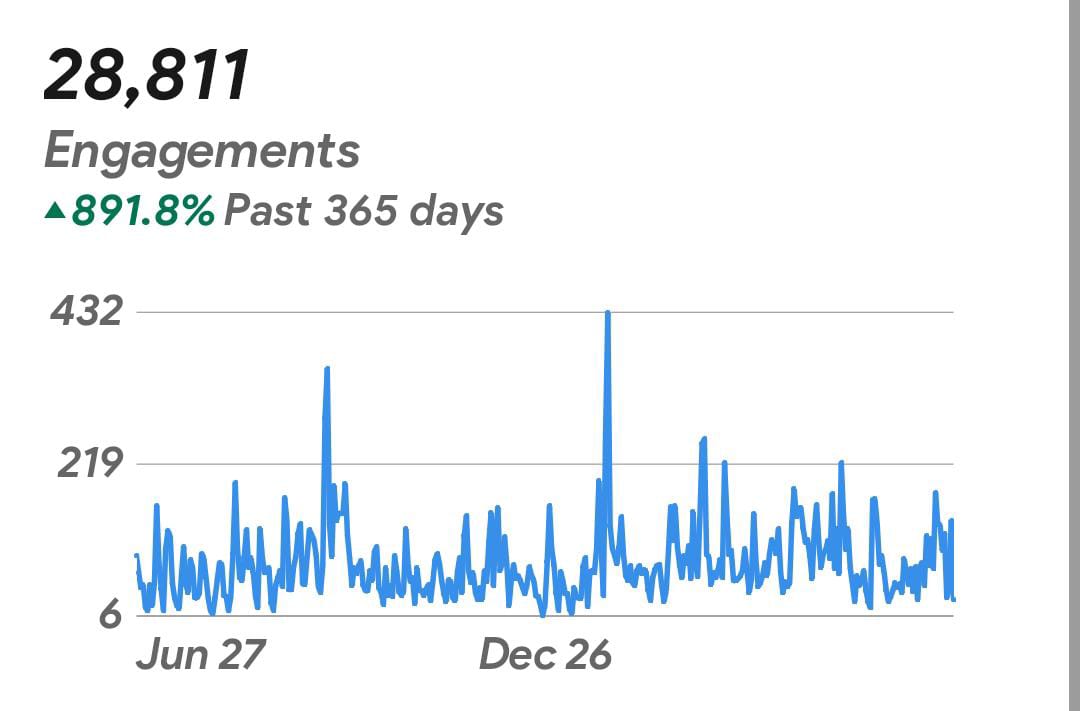 28,811
Engagements
▲891.8% Past 365 days
432
219
6
Jun 27 Dec 26